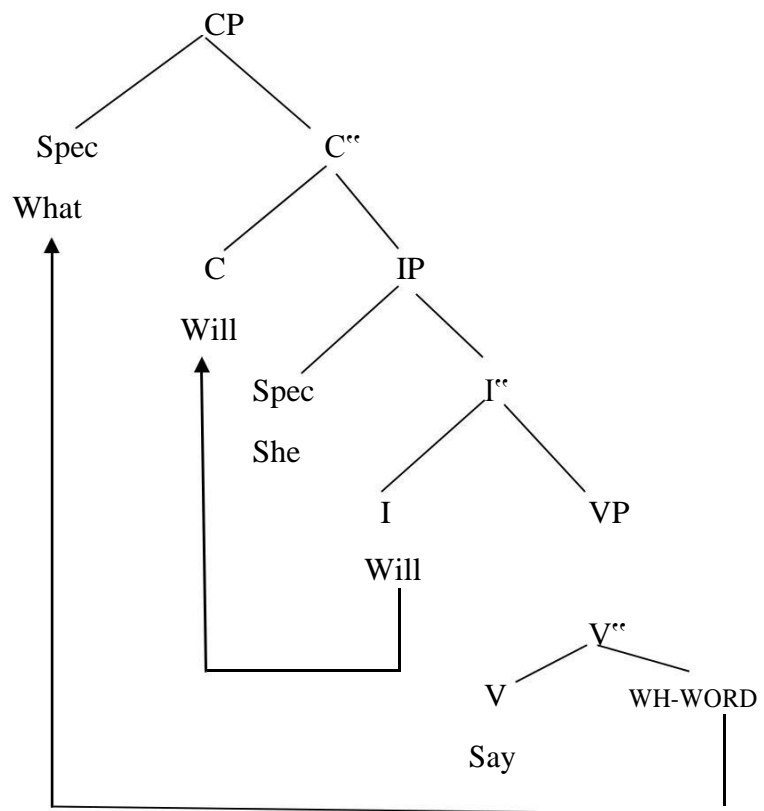 CP
Spec C“
What
C IP
Will
Spec I“
She
I VP
Will
V“
V WH-WORD
Say